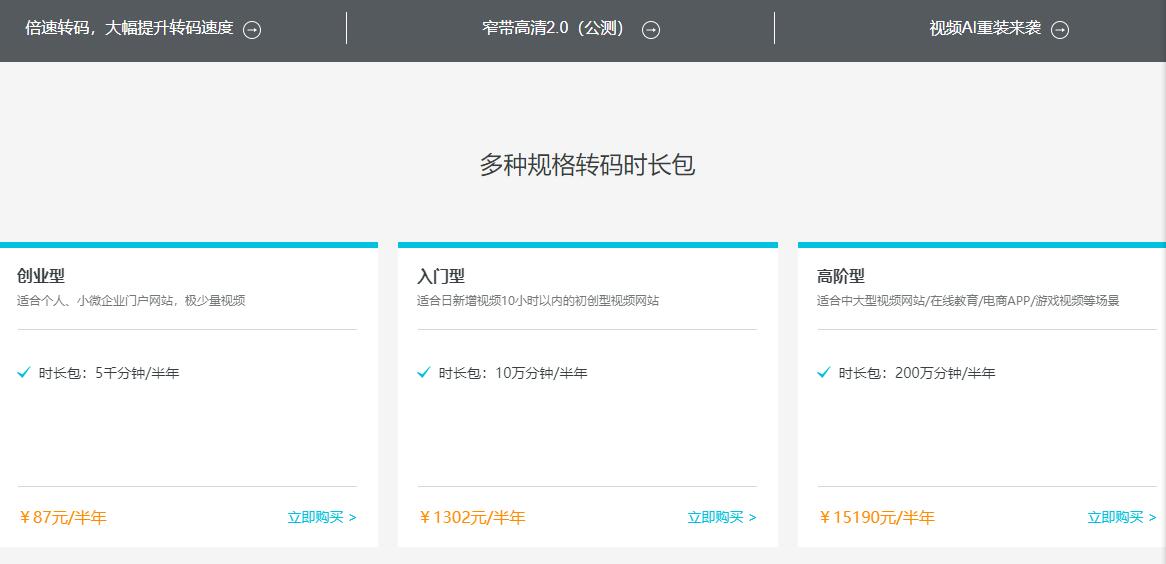 倍速转码，大幅提升转码速度
窄带高清2.0（公测）
视频AI重装来袭
多种规格转码时长包
创业型
适合个人、小微企业门户网站，极少量视频
时长包：5千分钟/半年
￥87元/半年
立即购买 >
入门型
适合日新增视频10小时以内的初创型视频网站
时长包：10万分钟/半年
￥1302元/半年
立即购买 >
高阶型
适合中大型视频网站/在线教育/电商APP/游戏视频等场景
时长包：200万分钟/半年
￥15190元/半年
立即购买 >